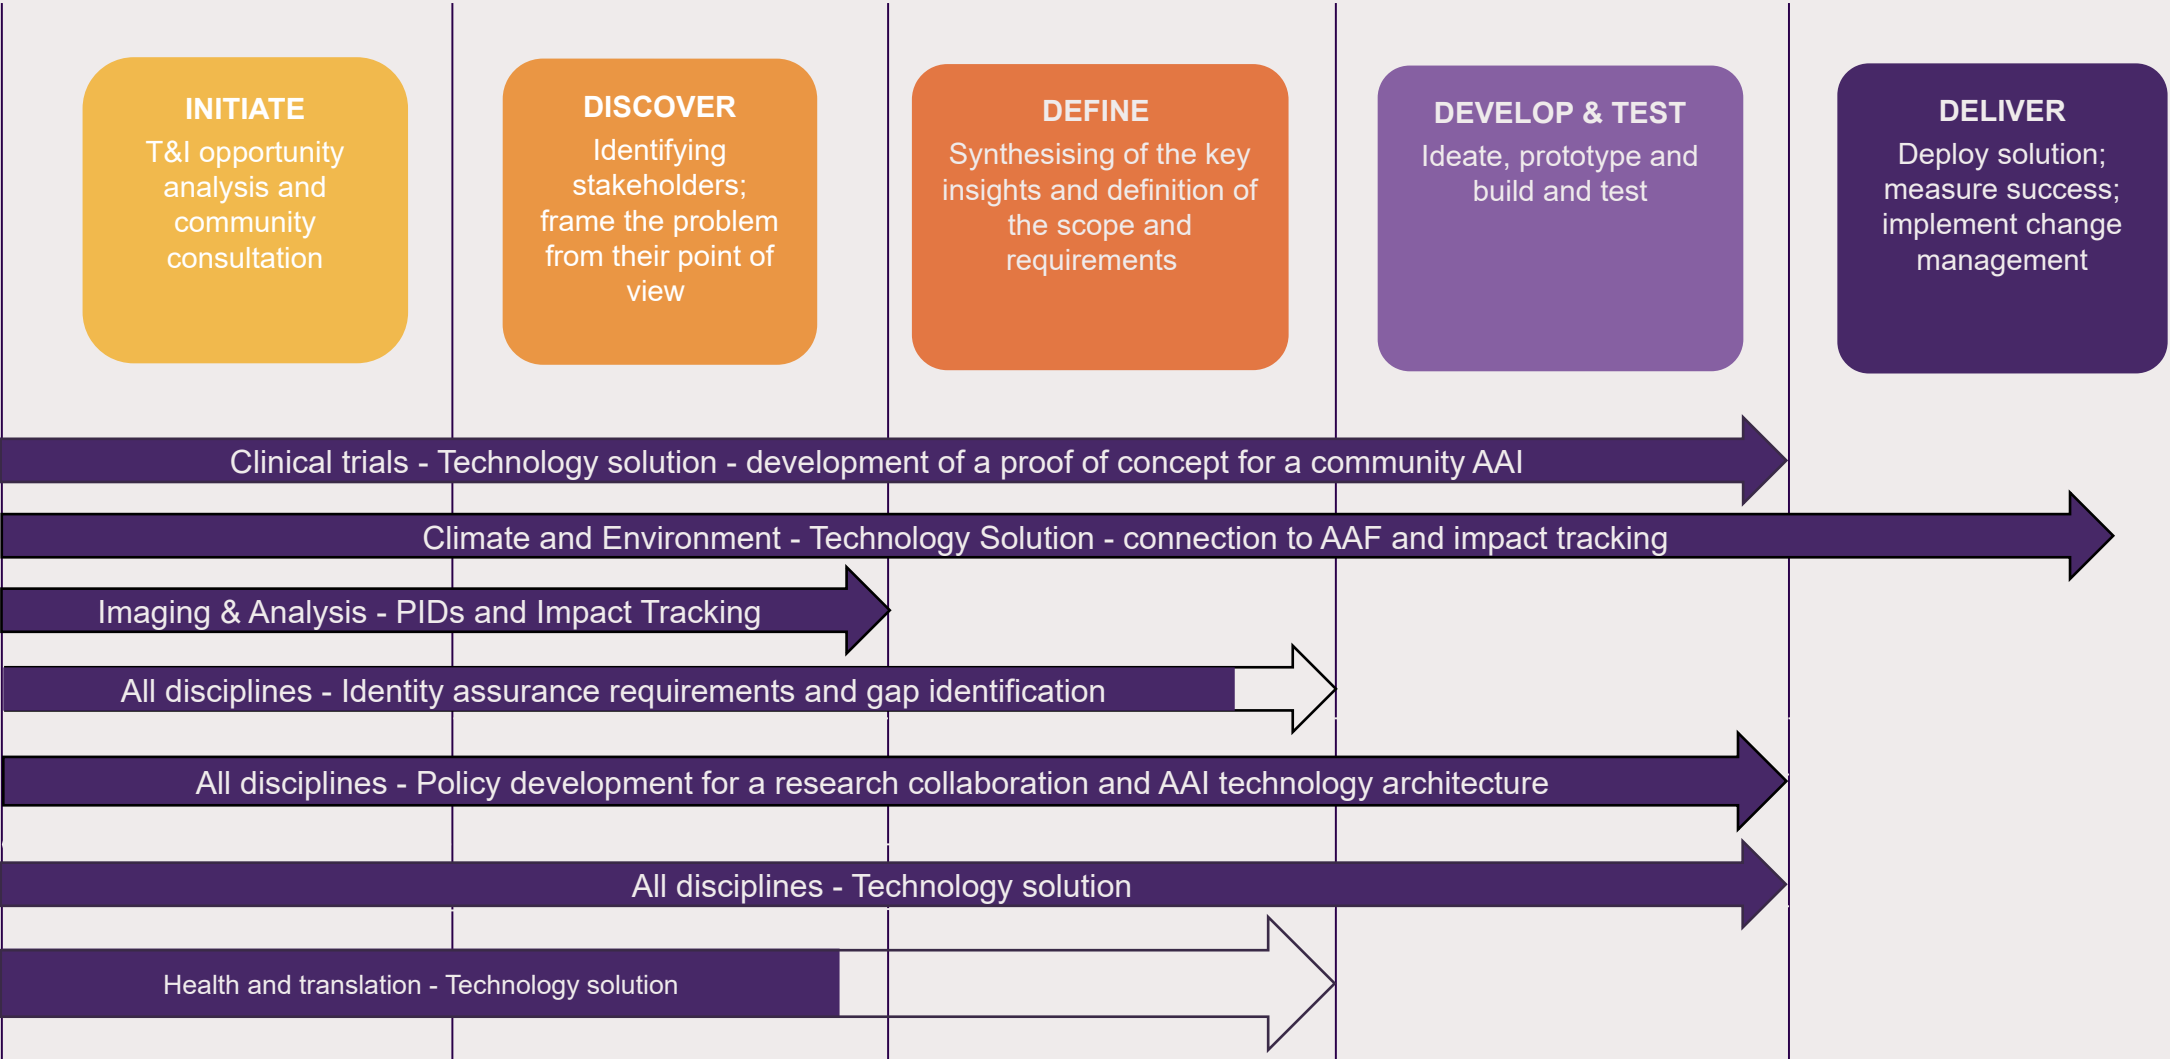 INITIATE
T&I opportunity
analysis and
community
consultation
DISCOVER
Identifying
stakeholders;
frame the problem
from their point of
view
DEFINE
Synthesising of the key
insights and definition of
the scope and
requirements
DEVELOP & TEST
Ideate, prototype and
build and test
DELIVER
Deploy solution;
measure success;
implement change
management
Clinical trials - Technology solution - development of a proof of concept for a community AAI
Climate and Environment - Technology Solution - connection to AAF and impact tracking
Imaging & Analysis - PIDs and Impact Tracking
All disciplines - Identity assurance requirements and gap identification
All disciplines - Policy development for a research collaboration and AAI technology architecture
All disciplines - Technology solution
Health and translation - Technology solution